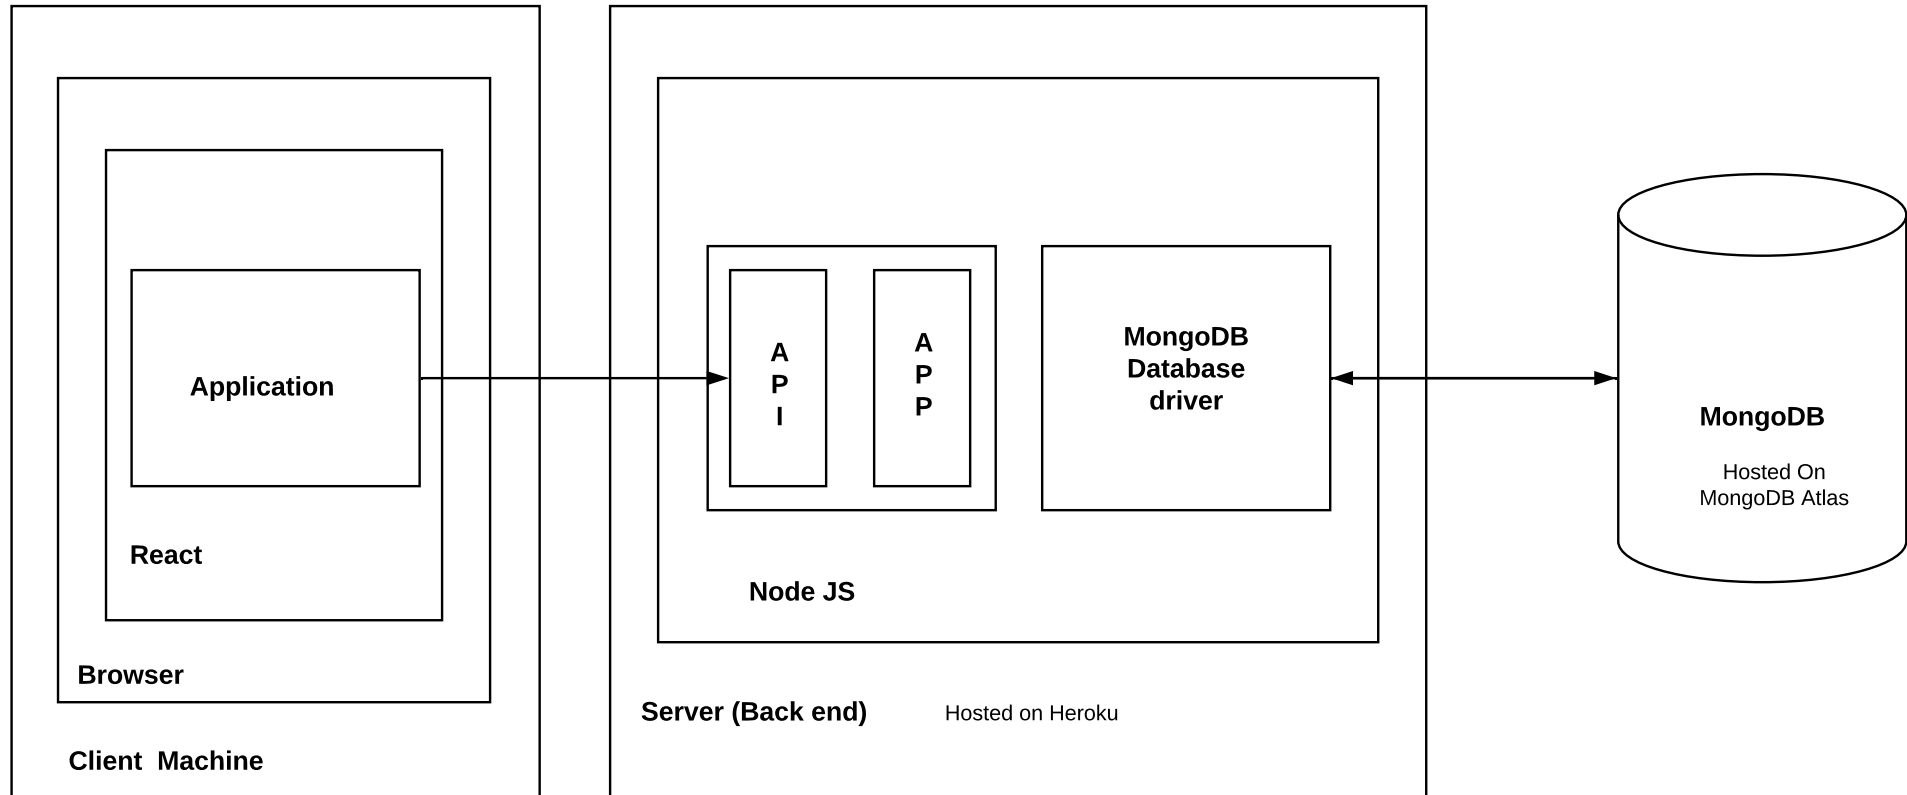 Application
React
Browser
Client  Machine
A
P
I
A
P
P
MongoDB
Database
driver
Node JS
Server (Back end)
Hosted on Heroku
MongoDB
Hosted On
MongoDB Atlas